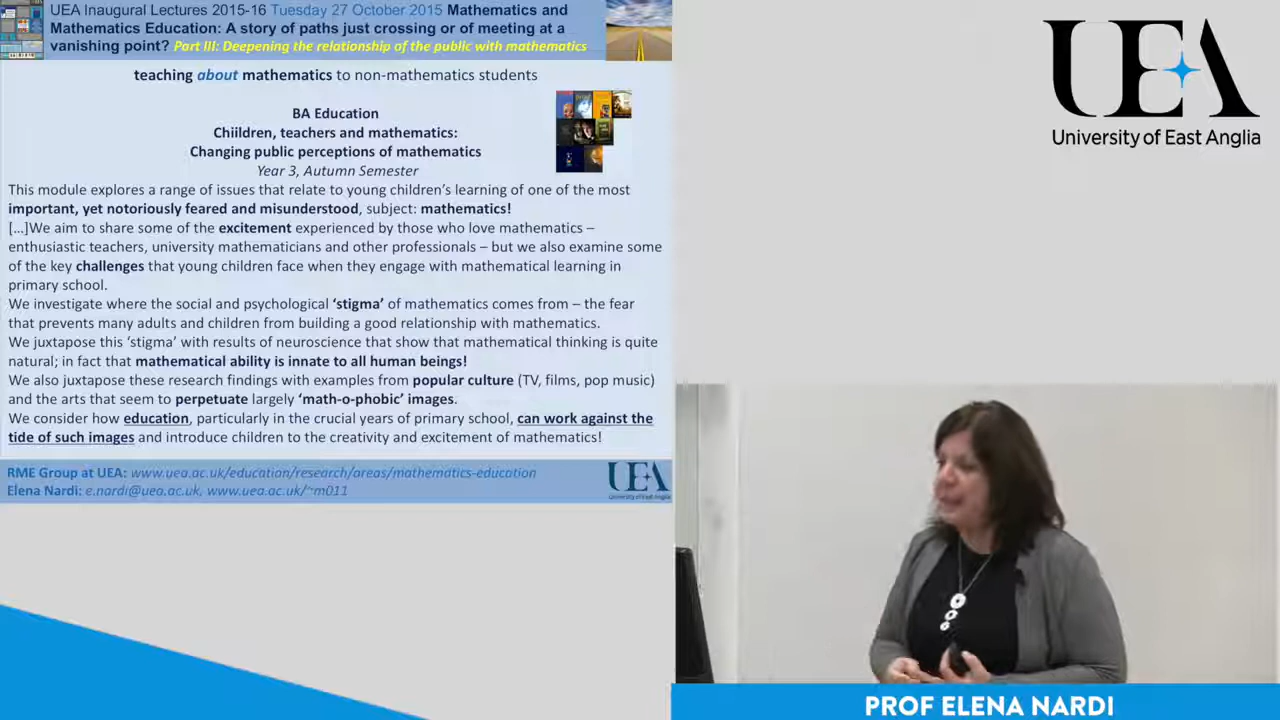 UEA Inaugural Lectures 2015-16 Tuesday 27 October 2015 Mathematics and
Mathematics Education: A story of paths just crossing or of meeting at a
vanishing point? Part III: Deepening the relationship of the public with mathematics
teaching about mathematics to non-mathematics students
BA Education
Chiildren, teachers and mathematics:
Changing public perceptions of mathematics
Year 3, Autumn Semester
This module explores a range of issues that relate to young children's learning of one of the most
important, yet notoriously feared and misunderstood, subject: mathematics!
[…]We aim to share some of the excitement experienced by those who love mathematics –
enthusiastic teachers, university mathematicians and other professionals – but we also examine some
of the key challenges that young children face when they engage with mathematical learning in
primary school.
We investigate where the social and psychological 'stigma' of mathematics comes from – the fear
that prevents many adults and children from building a good relationship with mathematics.
We juxtapose this 'stigma' with results of neuroscience that show that mathematical thinking is quite
natural; in fact that mathematical ability is innate to all human beings!
We also juxtapose these research findings with examples from popular culture (TV, films, pop music)
and the arts that seem to perpetuate largely 'math-o-phobic' images.
We consider how education, particularly in the crucial years of primary school, can work against the
tide of such images and introduce children to the creativity and excitement of mathematics!
RME Group at UEA: www.uea.ac.uk/education/research/areas/mathematics-education
Elena Nardi: e.nardi@uea.ac.uk, www.uea.ac.uk/~m011
UEA
University of East Anglia
UEA
University of East Anglia
PROF ELENA NARDI